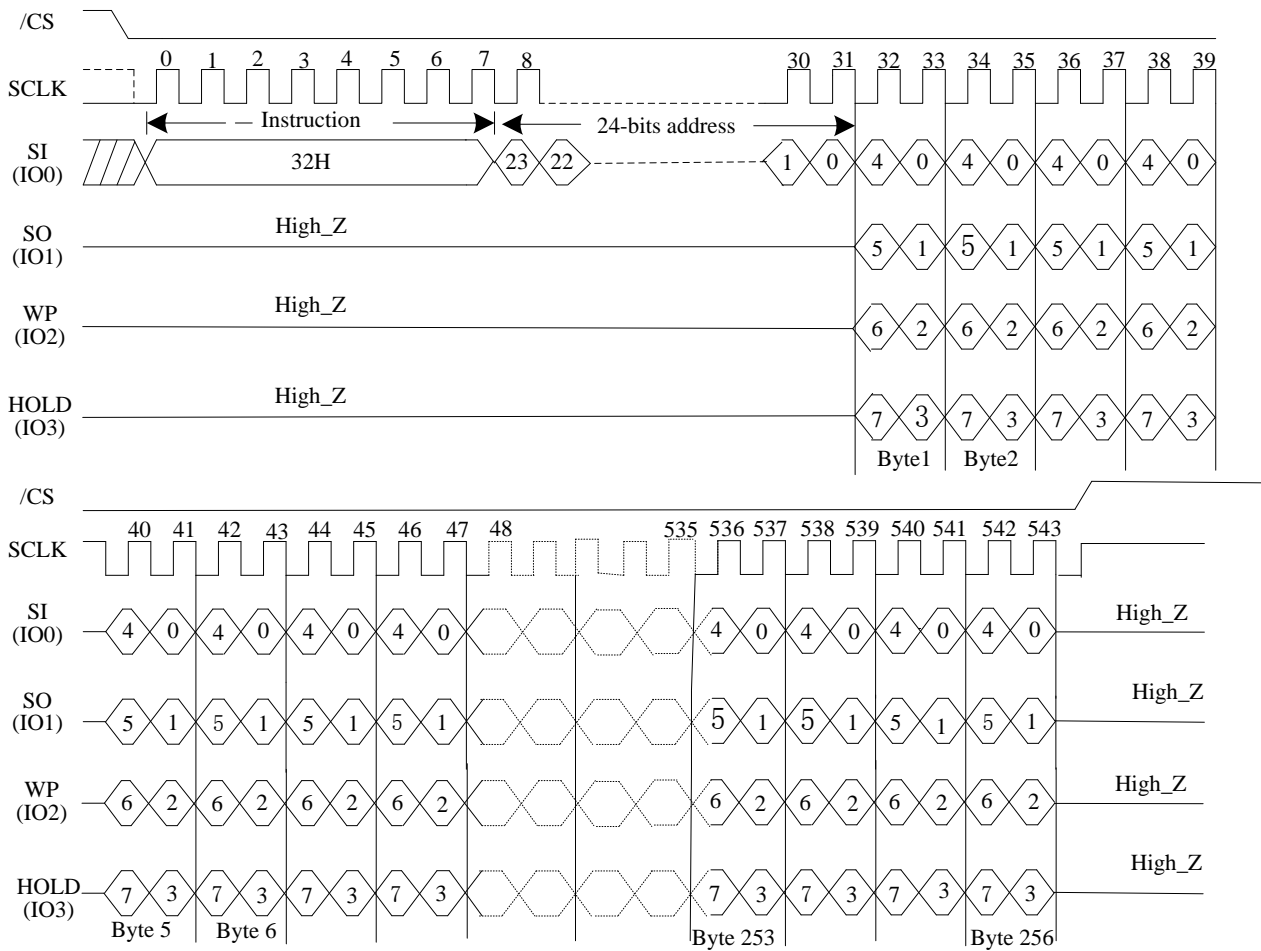 /CS
0 1 2 3 4 5 6 7 8 30 31 32 33 34 35 36 37 38 39
SCLK
Instruction 24-bits address
SI
(IO0)
32H 23 22 1 0 4 0 4 0 4 0 4 0
SO
(IO1)
High_Z 5 1 5 1 5 1 5 1
WP
(IO2)
High_Z 6 2 6 2 6 2 6 2
HOLD
(IO3)
High_Z 7 3 7 3 7 3 7 3
Byte1 Byte2
/CS
40 41 42 43 44 45 46 47 48 535 536 537 538 539 540 541 542 543
SCLK
SI
(IO0)
4 0 4 0 4 0 4 0 4 0 4 0 4 0 4 0 High_Z
SO
(IO1)
5 1 5 1 5 1 5 1 5 1 5 1 5 1 5 1 High_Z
WP
(IO2)
6 2 6 2 6 2 6 2 6 2 6 2 6 2 6 2 High_Z
HOLD
(IO3)
7 3 7 3 7 3 7 3 7 3 7 3 7 3 7 3 High_Z
Byte 5 Byte 6 Byte 253 Byte 256